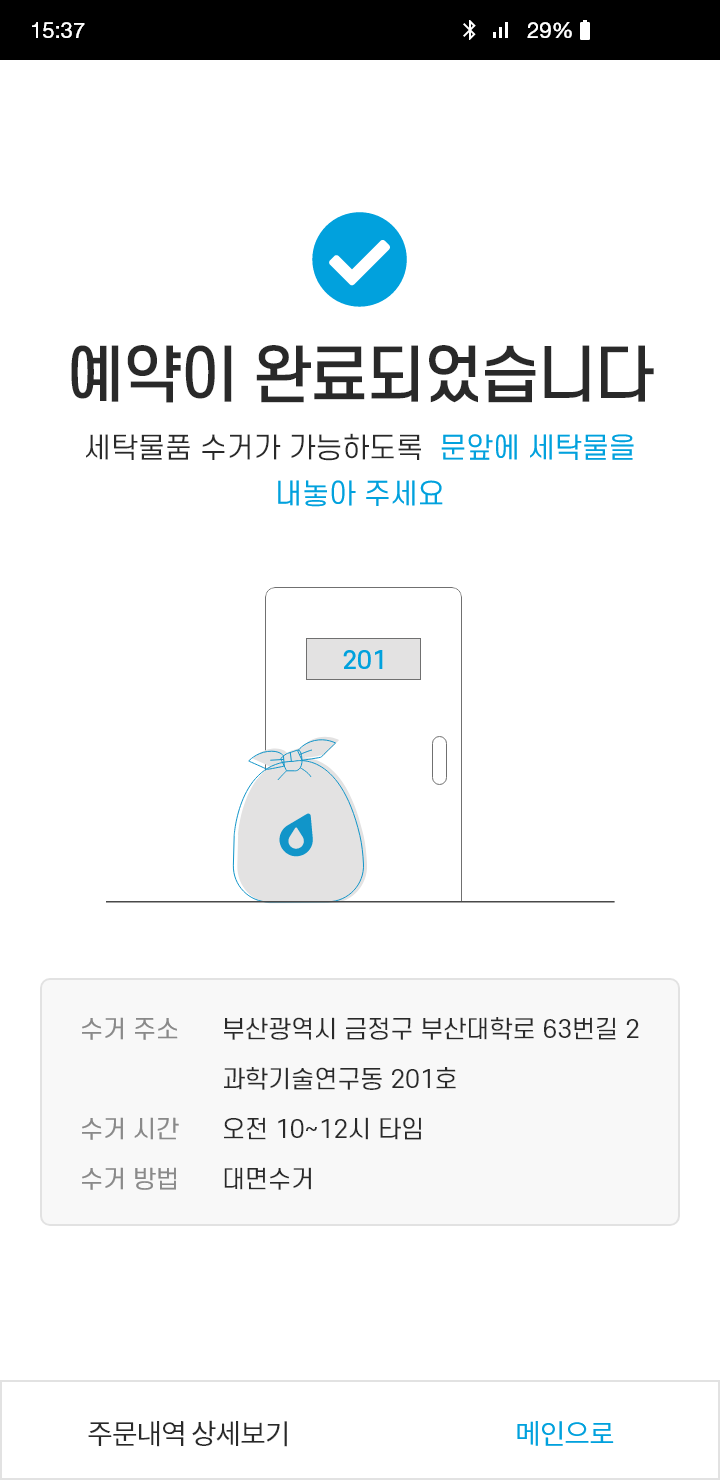 15:37
29%
예약이 완료되었습니다
세탁물품 수거가 가능하도록 문앞에 세탁물을
내놓아 주세요
201
수거 주소 부산광역시 금정구 부산대학로 63번길 2
과학기술연구동 201호
수거 시간 오전 10~12시 타임
수거 방법 대면수거
주문내역 상세보기 메인으로